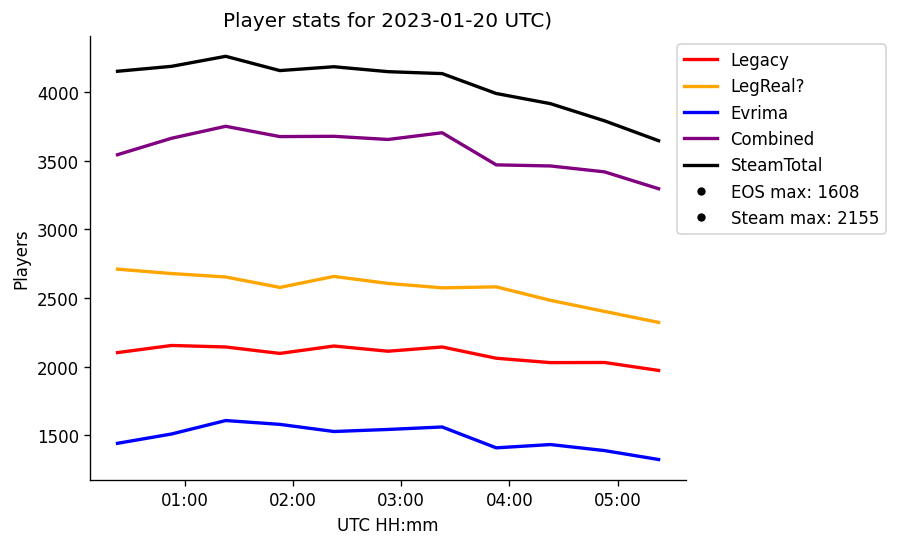 Player stats for 2023-01-20 UTC)
Legacy
LegReal?
Evrima
Combined
SteamTotal
EOS max: 1608
Steam max: 2155
Players
4000
3500
3000
2500
2000
1500
01:00
02:00
03:00
04:00
05:00
UTC HH:mm